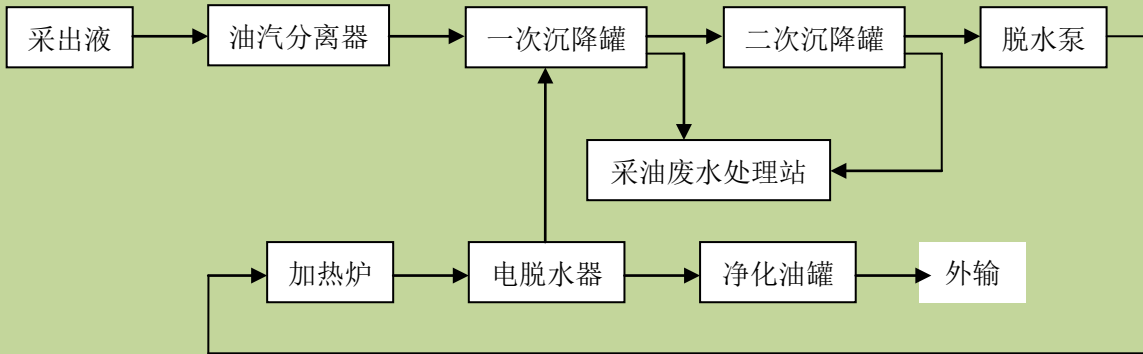 采出液
油汽分离器
一次沉降罐
二次沉降罐
脱水泵
采油废水处理站
加热炉
电脱水器
净化油罐
外输